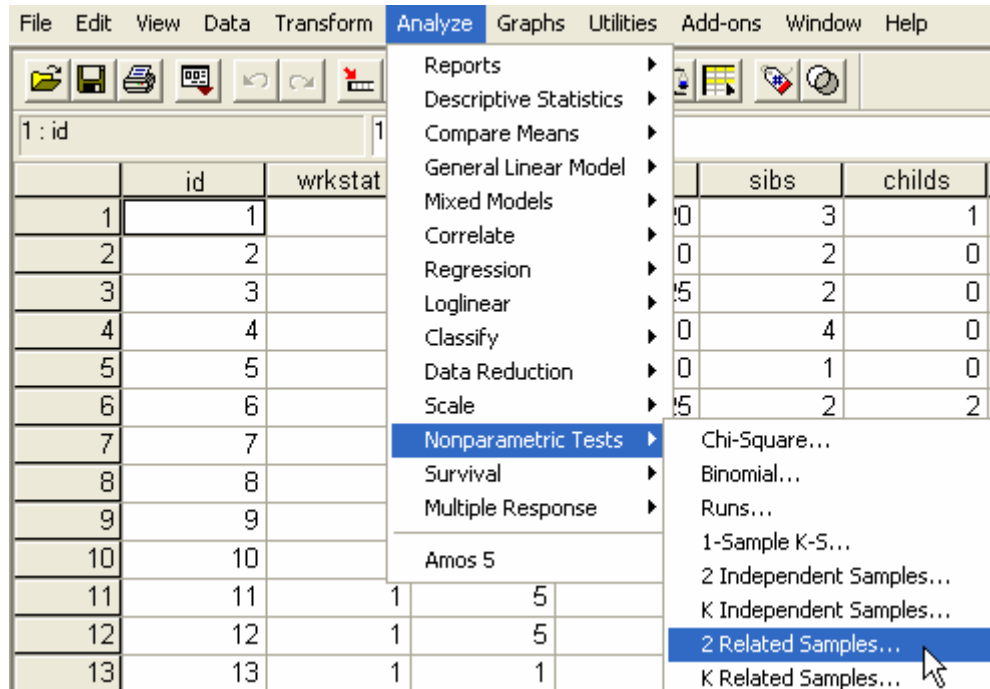 File Edit View Data Transform Analyze Graphs Utilities Add-ons Window Help
1 : id 1
Reports
Descriptive Statistics
Compare Means
General Linear Model
Mixed Models
Correlate
Regression
Loglinear
Classify
Data Reduction
Scale
Nonparametric Tests
Survival
Multiple Response
Amos 5
Chi-Square...
Binomial...
Runs...
1-Sample K-S...
2 Independent Samples...
K Independent Samples...
2 Related Samples...
K Related Samples...
id wrkstat sibs childs
1 1 3 1
2 2 0 2 0
3 3 2 0
4 4 0 4 0
5 5 0 1 0
6 6 2 2
7 7
8 8
9 9
10 10
11 11 1 5
12 12 1 5
13 13 1 1